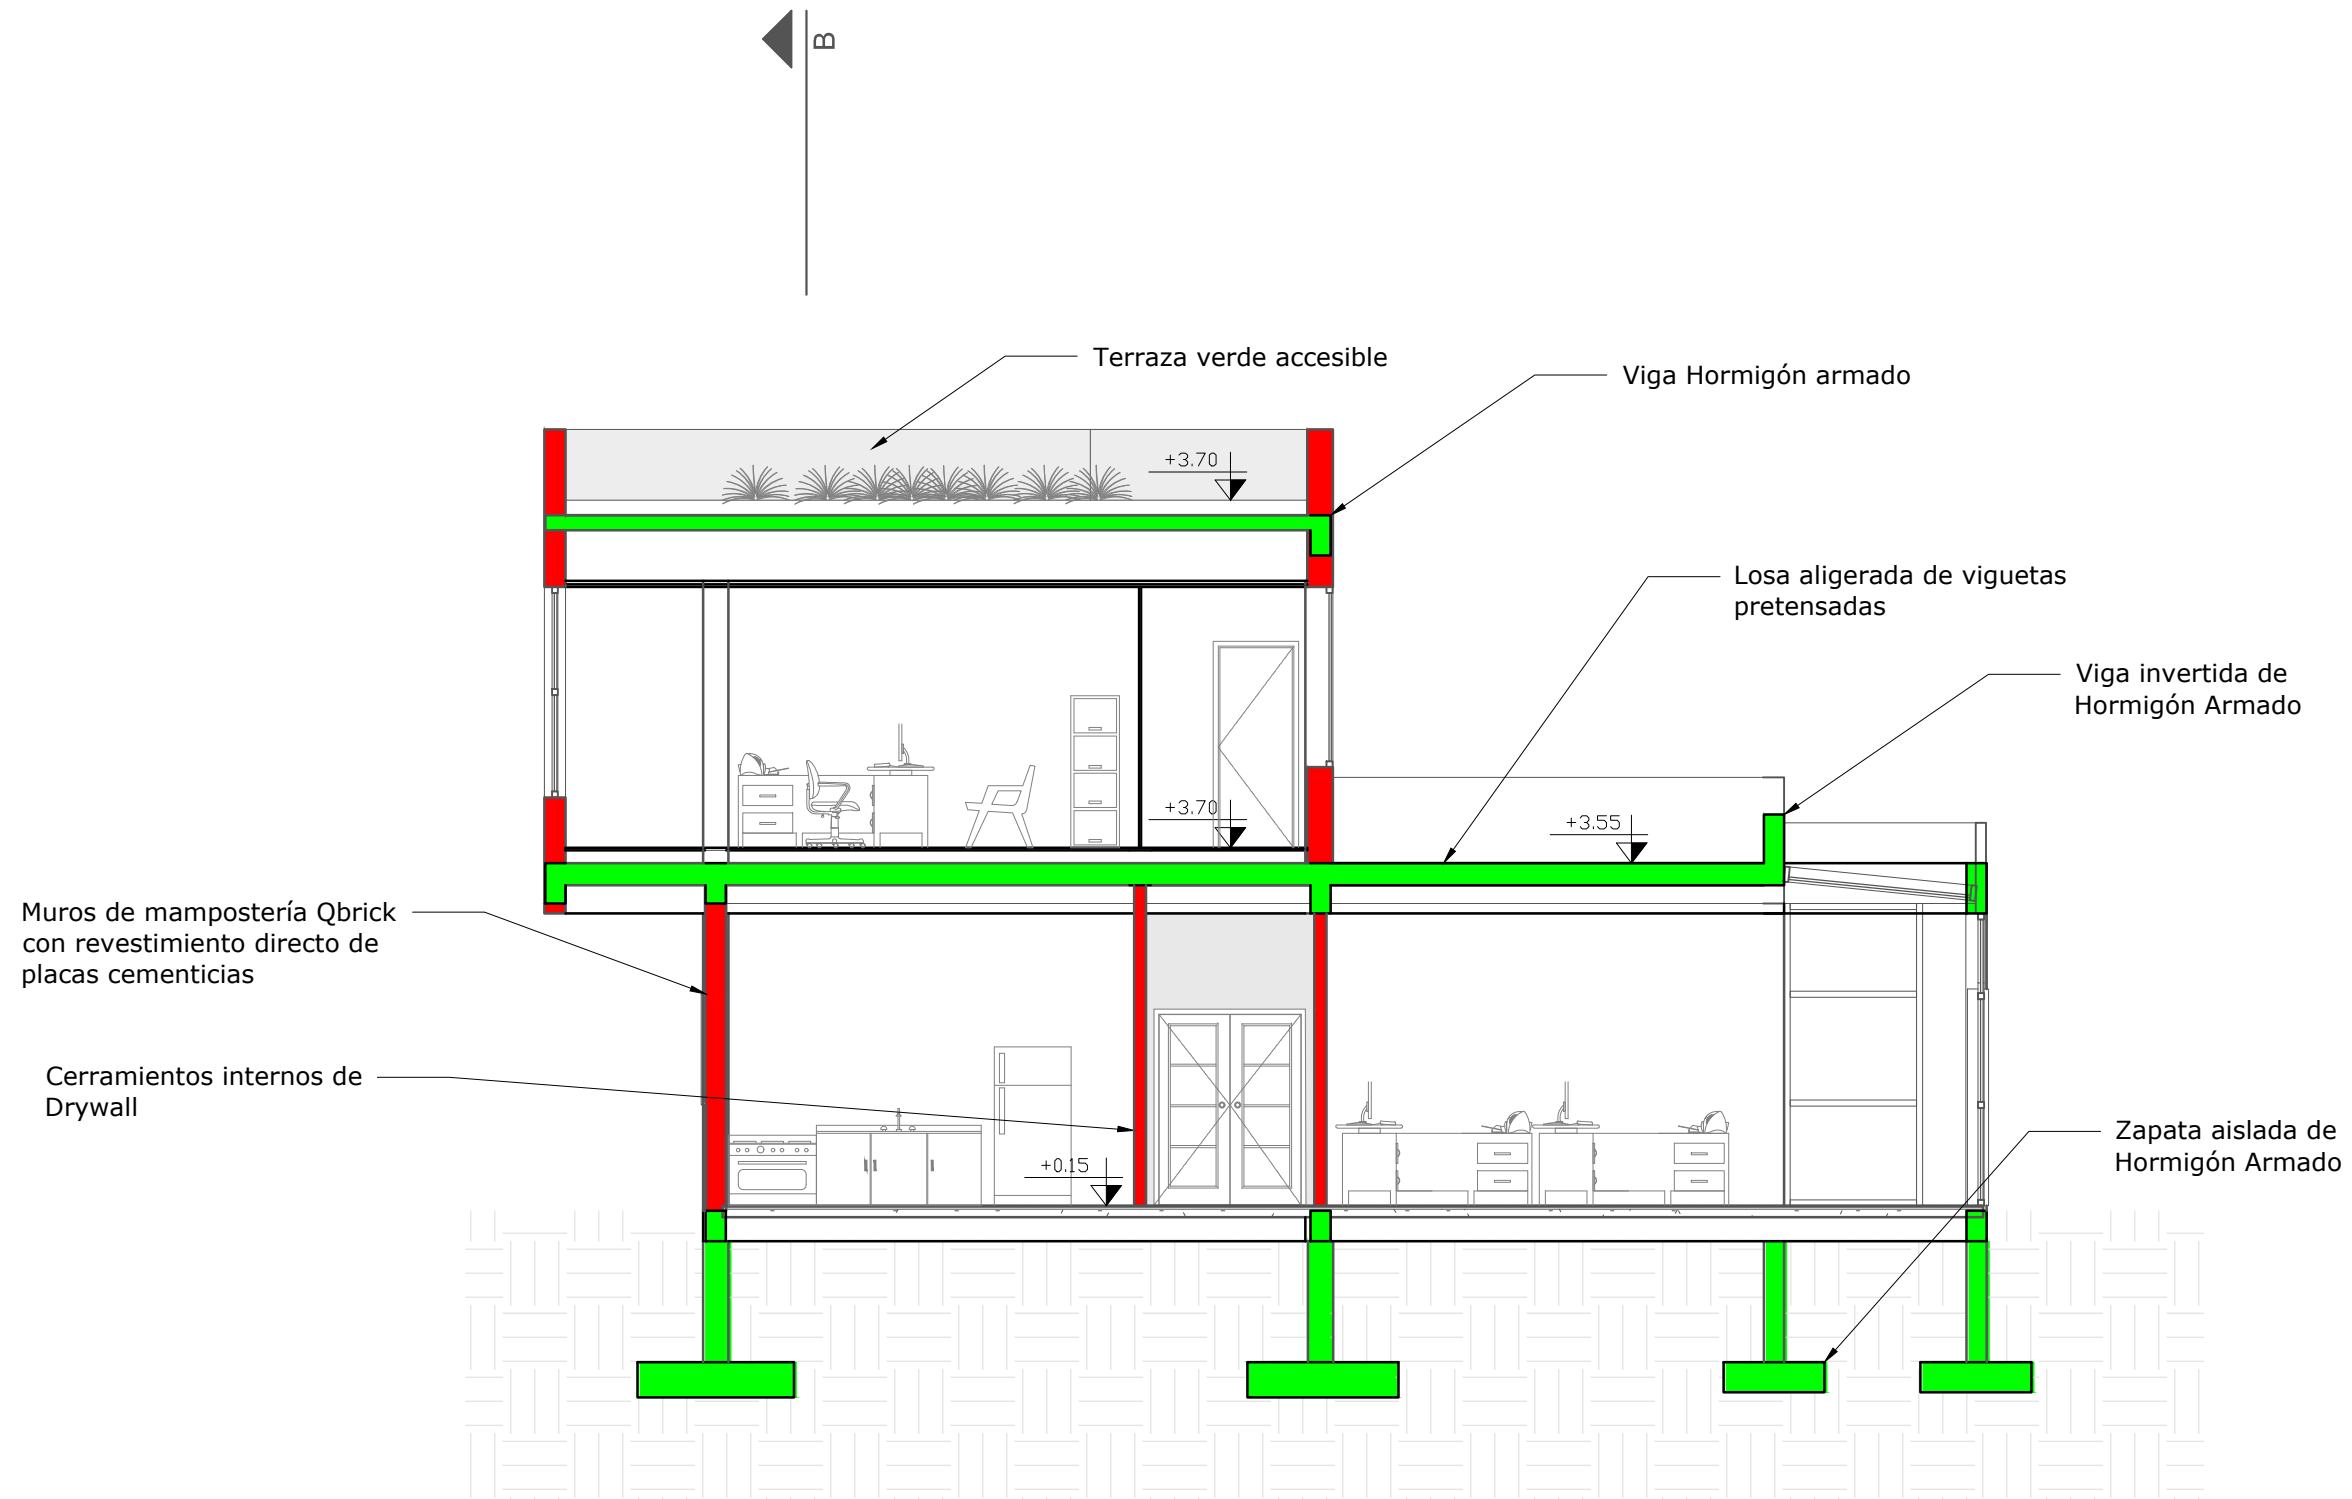 B
Terraza verde accesible
Viga Hormigón armado
+3.70
Losa aligerada de viguetas
pretensadas
Viga invertida de
Hormigón Armado
+3.70
+3.55
Muros de mampostería Qbrick
con revestimiento directo de
placas cementicias
Cerramientos internos de
Drywall
+0.15
Zapata aislada de
Hormigón Armado